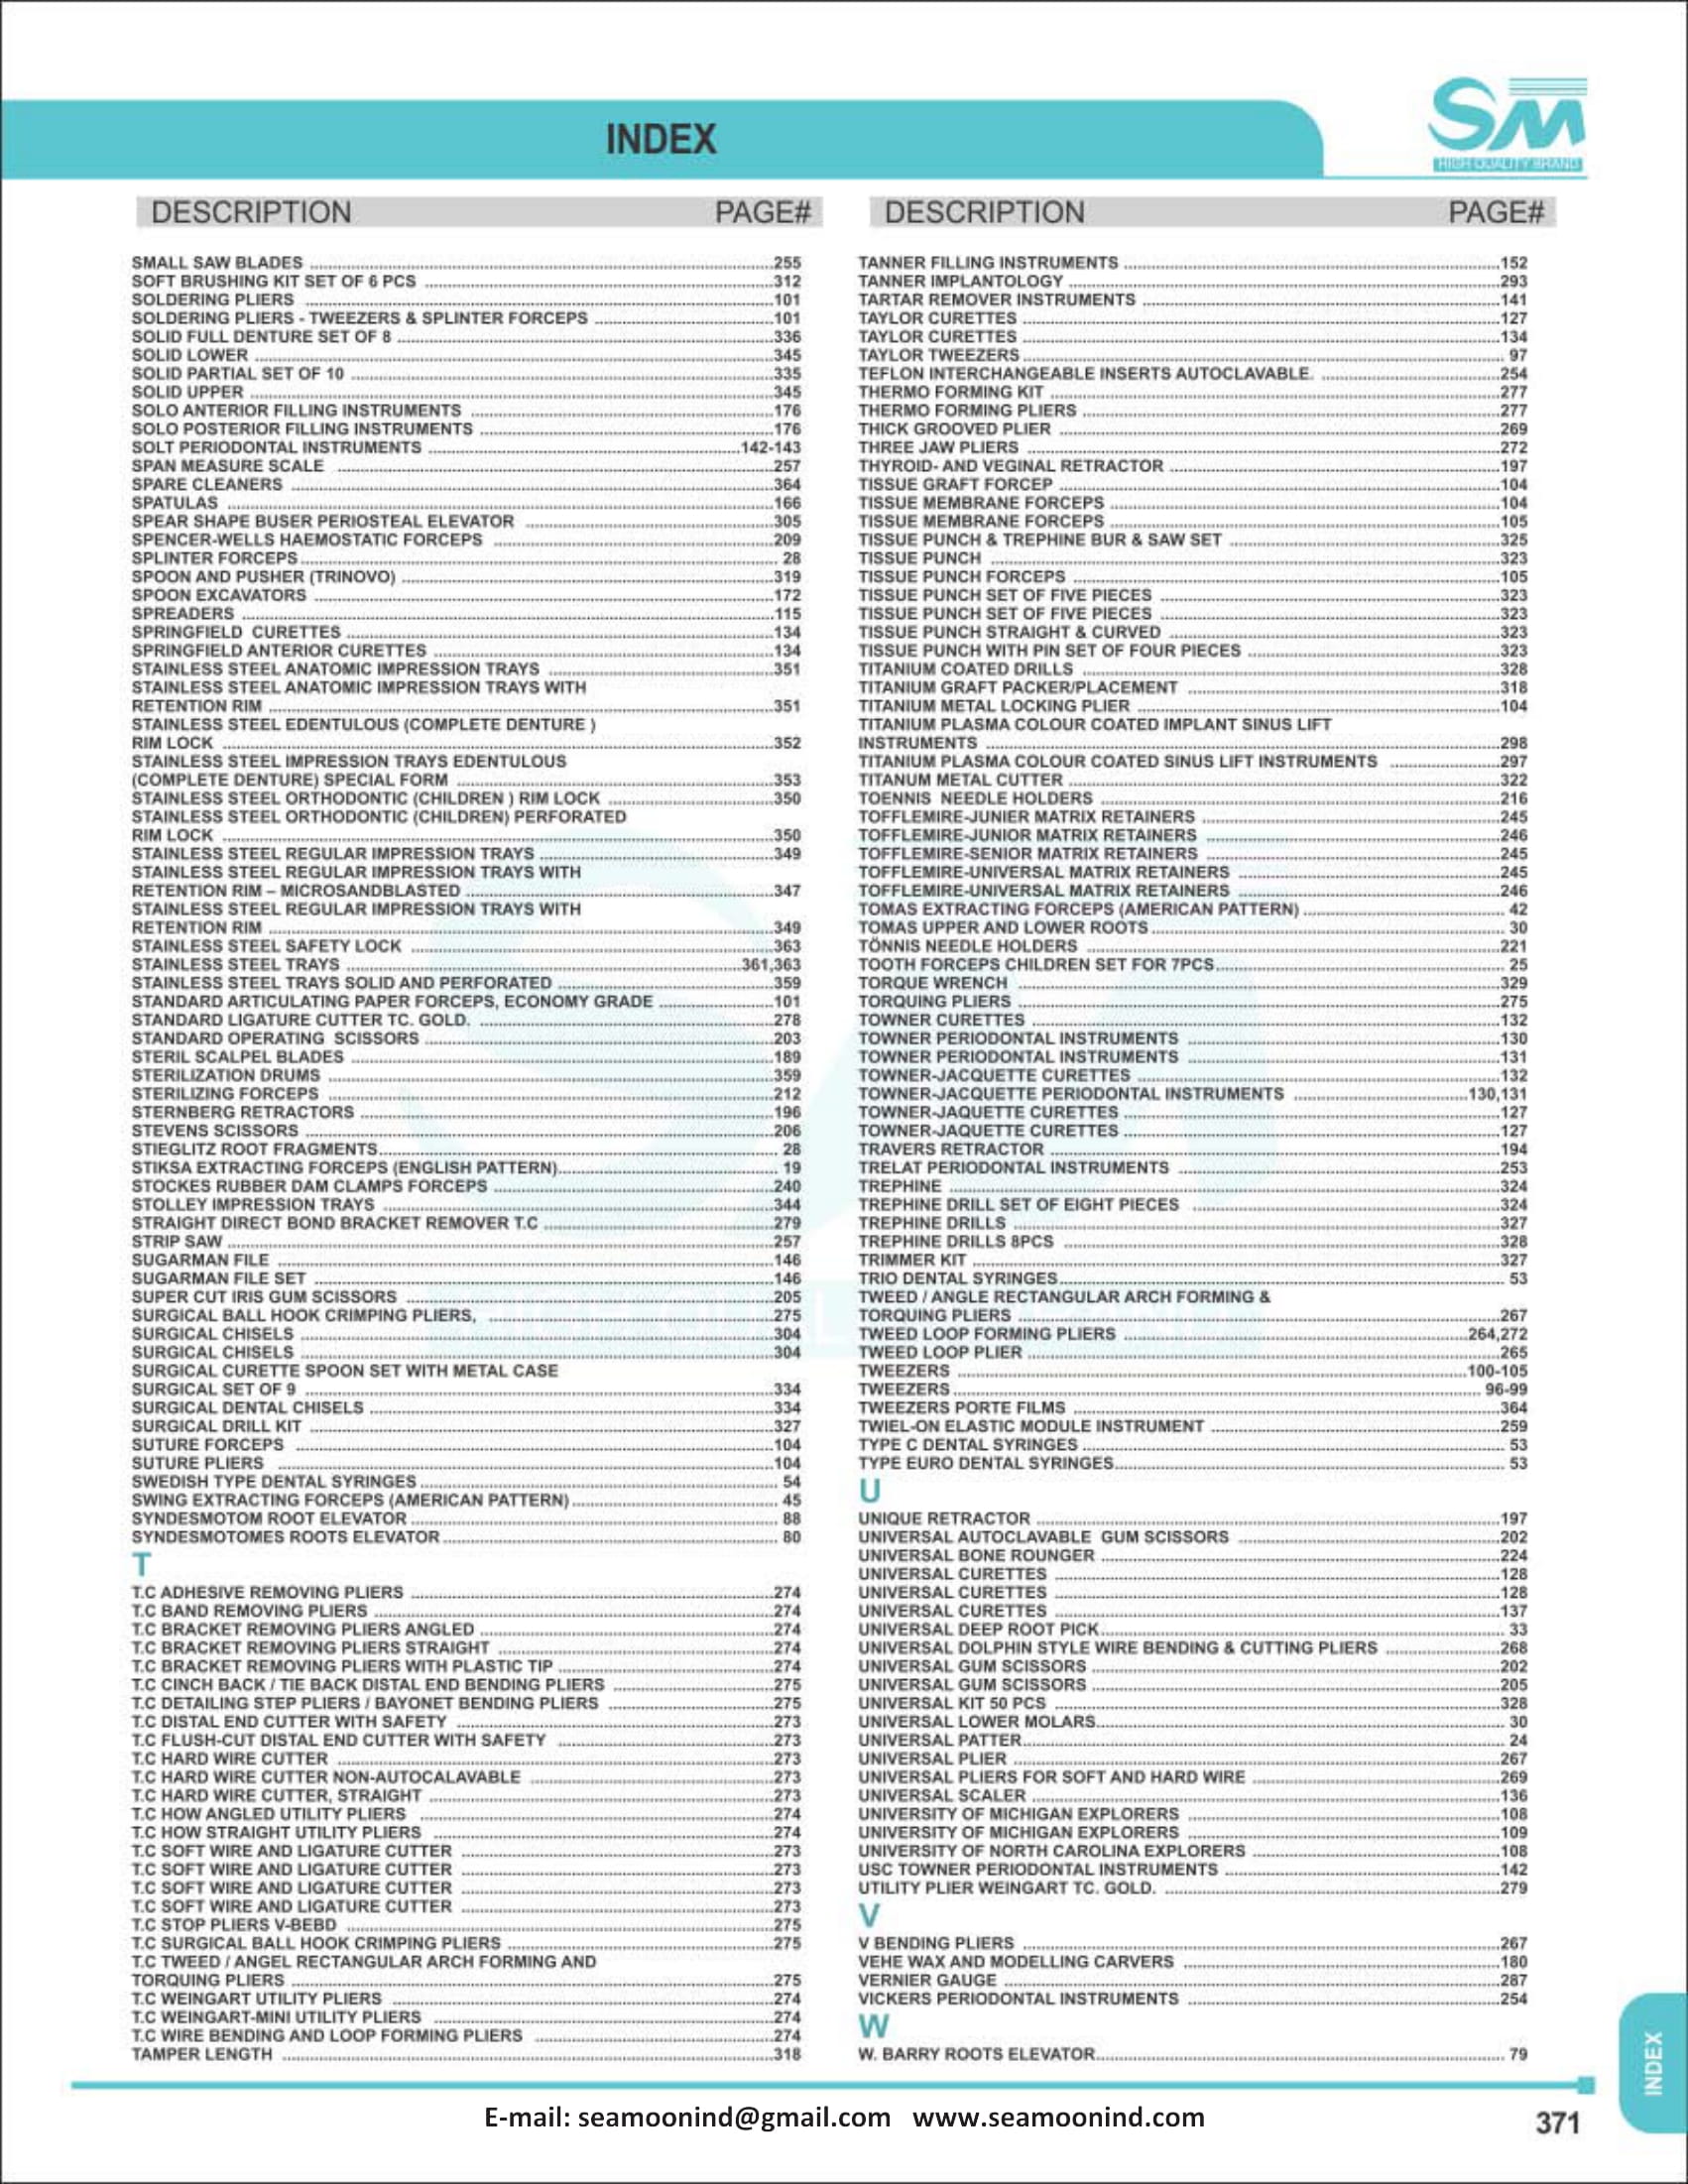 SM
HIGH QUALITY BRAND
INDEX
DESCRIPTION PAGE#
SMALL SAW BLADES 255
SOFT BRUSHING KIT SET OF 6 PCS 312
SOLDERING PLIERS 101
SOLDERING PLIERS - TWEEZERS & SPLINTER FORCEPS 101
SOLID FULL DENTURE SET OF 8 336
SOLID LOWER 345
SOLID PARTIAL SET OF 10 335
SOLID UPPER 345
SOLO ANTERIOR FILLING INSTRUMENTS 176
SOLO POSTERIOR FILLING INSTRUMENTS 176
SOLT PERIODONTAL INSTRUMENTS 142-143
SPAN MEASURE SCALE 257
SPARE CLEANERS 364
SPATULAS 166
SPEAR SHAPE BUSER PERIOSTEAL ELEVATOR 305
SPENCER-WELLS HAEMOSTATIC FORCEPS 209
SPLINTER FORCEPS 28
SPOON AND PUSHER (TRINOVO) 319
SPOON EXCAVATORS 172
SPREADERS 115
SPRINGFIELD CURETTES 134
SPRINGFIELD ANTERIOR CURETTES 134
STAINLESS STEEL ANATOMIC IMPRESSION TRAYS 351
STAINLESS STEEL ANATOMIC IMPRESSION TRAYS WITH
RETENTION RIM 351
STAINLESS STEEL EDENTULOUS (COMPLETE DENTURE )
RIM LOCK 352
STAINLESS STEEL IMPRESSION TRAYS EDENTULOUS
(COMPLETE DENTURE) SPECIAL FORM 353
STAINLESS STEEL ORTHODONTIC (CHILDREN ) RIM LOCK 350
STAINLESS STEEL ORTHODONTIC (CHILDREN) PERFORATED
RIM LOCK 350
STAINLESS STEEL REGULAR IMPRESSION TRAYS 349
STAINLESS STEEL REGULAR IMPRESSION TRAYS WITH
RETENTION RIM – MICROSANDBLASTED 347
STAINLESS STEEL REGULAR IMPRESSION TRAYS WITH
RETENTION RIM 349
STAINLESS STEEL SAFETY LOCK 363
STAINLESS STEEL TRAYS 361,363
STAINLESS STEEL TRAYS SOLID AND PERFORATED 359
STANDARD ARTICULATING PAPER FORCEPS, ECONOMY GRADE 101
STANDARD LIGATURE CUTTER TC. GOLD. 278
STANDARD OPERATING SCISSORS 203
STERIL SCALPEL BLADES 189
STERILIZATION DRUMS 359
STERILIZING FORCEPS 212
STERNBERG RETRACTORS 196
STEVENS SCISSORS 206
STIEGLITZ ROOT FRAGMENTS 28
STIKSA EXTRACTING FORCEPS (ENGLISH PATTERN) 19
STOCKES RUBBER DAM CLAMPS FORCEPS 240
STOLLEY IMPRESSION TRAYS 344
STRAIGHT DIRECT BOND BRACKET REMOVER T.C 279
STRIP SAW 257
SUGARMAN FILE 146
SUGARMAN FILE SET 146
SUPER CUT IRIS GUM SCISSORS 205
SURGICAL BALL HOOK CRIMPING PLIERS, 275
SURGICAL CHISELS 304
SURGICAL CHISELS 304
SURGICAL CURETTE SPOON SET WITH METAL CASE
SURGICAL SET OF 9 334
SURGICAL DENTAL CHISELS 334
SURGICAL DRILL KIT 327
SUTURE FORCEPS 104
SUTURE PLIERS 104
SWEDISH TYPE DENTAL SYRINGES 54
SWING EXTRACTING FORCEPS (AMERICAN PATTERN) 45
SYNDESMOTOM ROOT ELEVATOR 88
SYNDESMOTOMES ROOTS ELEVATOR 80
T
T.C ADHESIVE REMOVING PLIERS 274
T.C BAND REMOVING PLIERS 274
T.C BRACKET REMOVING PLIERS ANGLED 274
T.C BRACKET REMOVING PLIERS STRAIGHT 274
T.C BRACKET REMOVING PLIERS WITH PLASTIC TIP 274
T.C CINCH BACK / TIE BACK DISTAL END BENDING PLIERS 275
T.C DETAILING STEP PLIERS / BAYONET BENDING PLIERS 275
T.C DISTAL END CUTTER WITH SAFETY 273
T.C FLUSH-CUT DISTAL END CUTTER WITH SAFETY 273
T.C HARD WIRE CUTTER 273
T.C HARD WIRE CUTTER NON-AUTOCALAVABLE 273
T.C HARD WIRE CUTTER, STRAIGHT 273
T.C HOW ANGLED UTILITY PLIERS 274
T.C HOW STRAIGHT UTILITY PLIERS 274
T.C SOFT WIRE AND LIGATURE CUTTER 273
T.C SOFT WIRE AND LIGATURE CUTTER 273
T.C SOFT WIRE AND LIGATURE CUTTER 273
T.C SOFT WIRE AND LIGATURE CUTTER 273
T.C STOP PLIERS V-BEBD 275
T.C SURGICAL BALL HOOK CRIMPING PLIERS 275
T.C TWEED / ANGEL RECTANGULAR ARCH FORMING AND
TORQUING PLIERS 275
T.C WEINGART UTILITY PLIERS 274
T.C WEINGART-MINI UTILITY PLIERS 274
T.C WIRE BENDING AND LOOP FORMING PLIERS 274
TAMPER LENGTH 318
DESCRIPTION PAGE#
TANNER FILLING INSTRUMENTS 152
TANNER IMPLANTOLOGY 293
TARTAR REMOVER INSTRUMENTS 141
TAYLOR CURETTES 127
TAYLOR CURETTES 134
TAYLOR TWEEZERS 97
TEFLON INTERCHANGEABLE INSERTS AUTOCLAVABLE. 254
THERMO FORMING KIT 277
THERMO FORMING PLIERS 277
THICK GROOVED PLIER 269
THREE JAW PLIERS 272
THYROID- AND VEGINAL RETRACTOR 197
TISSUE GRAFT FORCEP 104
TISSUE MEMBRANE FORCEPS 104
TISSUE MEMBRANE FORCEPS 105
TISSUE PUNCH & TREPHINE BUR & SAW SET 325
TISSUE PUNCH 323
TISSUE PUNCH FORCEPS 105
TISSUE PUNCH SET OF FIVE PIECES 323
TISSUE PUNCH SET OF FIVE PIECES 323
TISSUE PUNCH STRAIGHT & CURVED 323
TISSUE PUNCH WITH PIN SET OF FOUR PIECES 323
TITANIUM COATED DRILLS 328
TITANIUM GRAFT PACKER/PLACEMENT 318
TITANIUM METAL LOCKING PLIER 104
TITANIUM PLASMA COLOUR COATED IMPLANT SINUS LIFT
INSTRUMENTS 298
TITANIUM PLASMA COLOUR COATED SINUS LIFT INSTRUMENTS 297
TITANUM METAL CUTTER 322
TOENNIS NEEDLE HOLDERS 216
TOFFLEMIRE-JUNIER MATRIX RETAINERS 245
TOFFLEMIRE-JUNIOR MATRIX RETAINERS 246
TOFFLEMIRE-SENIOR MATRIX RETAINERS 245
TOFFLEMIRE-UNIVERSAL MATRIX RETAINERS 245
TOFFLEMIRE-UNIVERSAL MATRIX RETAINERS 246
TOMAS EXTRACTING FORCEPS (AMERICAN PATTERN) 42
TOMAS UPPER AND LOWER ROOTS 30
TÖNNIS NEEDLE HOLDERS 221
TOOTH FORCEPS CHILDREN SET FOR 7PCS 25
TORQUE WRENCH 329
TORQUING PLIERS 275
TOWNER CURETTES 132
TOWNER PERIODONTAL INSTRUMENTS 130
TOWNER PERIODONTAL INSTRUMENTS 131
TOWNER-JACQUETTE CURETTES 132
TOWNER-JACQUETTE PERIODONTAL INSTRUMENTS 130,131
TOWNER-JAQUETTE CURETTES 127
TOWNER-JAQUETTE CURETTES 127
TRAVERS RETRACTOR 194
TRELAT PERIODONTAL INSTRUMENTS 253
TREPHINE 324
TREPHINE DRILL SET OF EIGHT PIECES 324
TREPHINE DRILLS 327
TREPHINE DRILLS 8PCS 328
TRIMMER KIT 327
TRIO DENTAL SYRINGES 53
TWEED / ANGLE RECTANGULAR ARCH FORMING &
TORQUING PLIERS 267
TWEED LOOP FORMING PLIERS 264,272
TWEED LOOP PLIER 265
TWEEZERS 100-105
TWEEZERS 96-99
TWEEZERS PORTE FILMS 364
TWIEL-ON ELASTIC MODULE INSTRUMENT 259
TYPE C DENTAL SYRINGES 53
TYPE EURO DENTAL SYRINGES 53
U
UNIQUE RETRACTOR 197
UNIVERSAL AUTOCLAVABLE GUM SCISSORS 202
UNIVERSAL BONE ROUNGER 224
UNIVERSAL CURETTES 128
UNIVERSAL CURETTES 128
UNIVERSAL CURETTES 137
UNIVERSAL DEEP ROOT PICK 33
UNIVERSAL DOLPHIN STYLE WIRE BENDING & CUTTING PLIERS 268
UNIVERSAL GUM SCISSORS 202
UNIVERSAL GUM SCISSORS 205
UNIVERSAL KIT 50 PCS 328
UNIVERSAL LOWER MOLARS 30
UNIVERSAL PATTER 24
UNIVERSAL PLIER 267
UNIVERSAL PLIERS FOR SOFT AND HARD WIRE 269
UNIVERSAL SCALER 136
UNIVERSITY OF MICHIGAN EXPLORERS 108
UNIVERSITY OF MICHIGAN EXPLORERS 109
UNIVERSITY OF NORTH CAROLINA EXPLORERS 108
USC TOWNER PERIODONTAL INSTRUMENTS 142
UTILITY PLIER WEINGART TC. GOLD. 279
V
V BENDING PLIERS 267
VEHE WAX AND MODELLING CARVERS 180
VERNIER GAUGE 287
VICKERS PERIODONTAL INSTRUMENTS 254
W
W. BARRY ROOTS ELEVATOR 79
INDEX
E-mail: seamoonind@gmail.com www.seamoonind.com
371